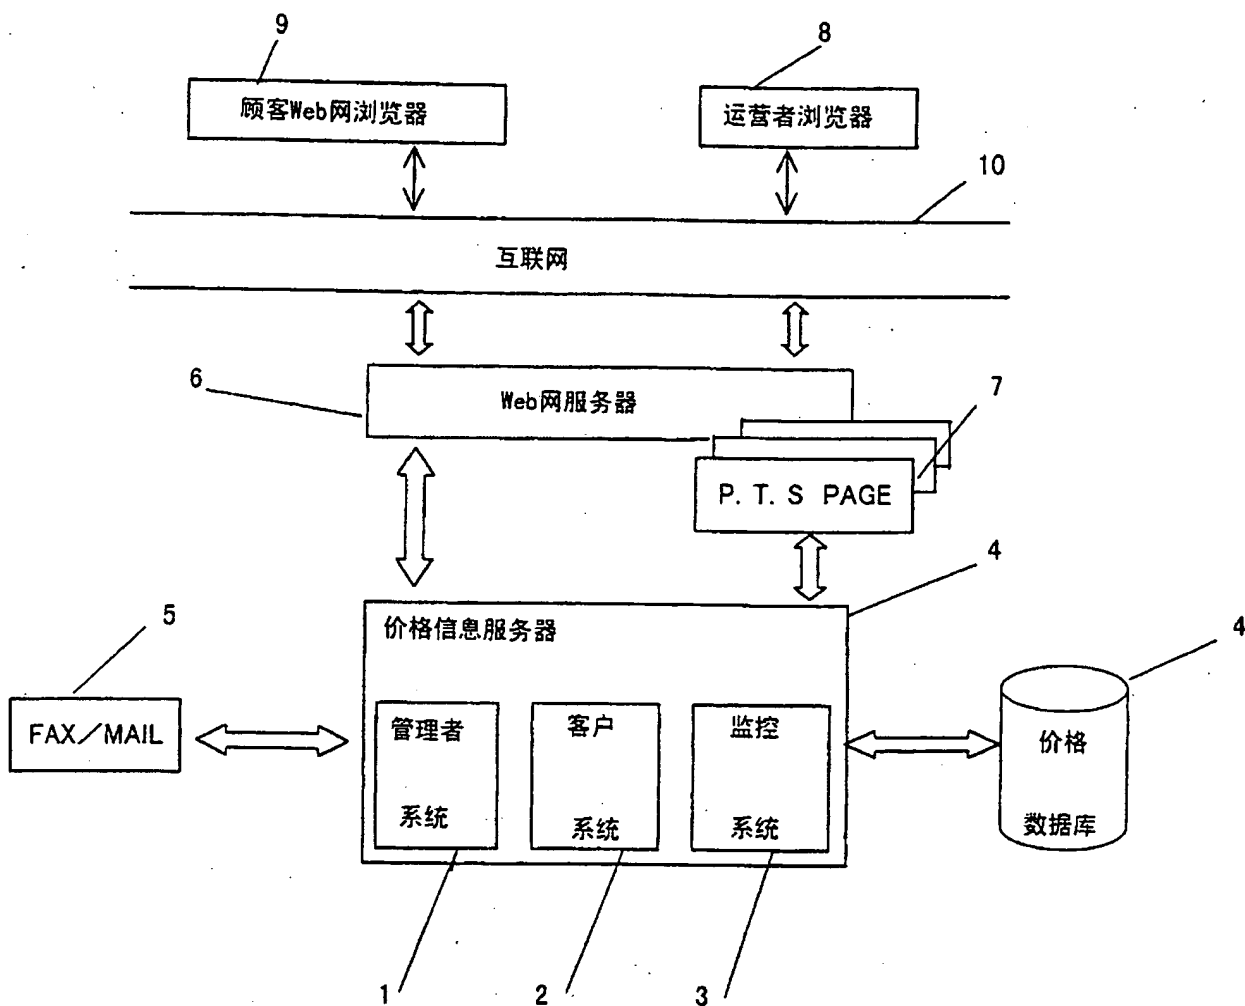 9
8
顾客Web网浏览器
运营者浏览器
10
互联网
6
Web网服务器
7
P. T. S PAGE
4
价格信息服务器
5
4
FAX／MAIL
管理者
系统
客户
系统
监控
系统
价格
数据库
1
2
3